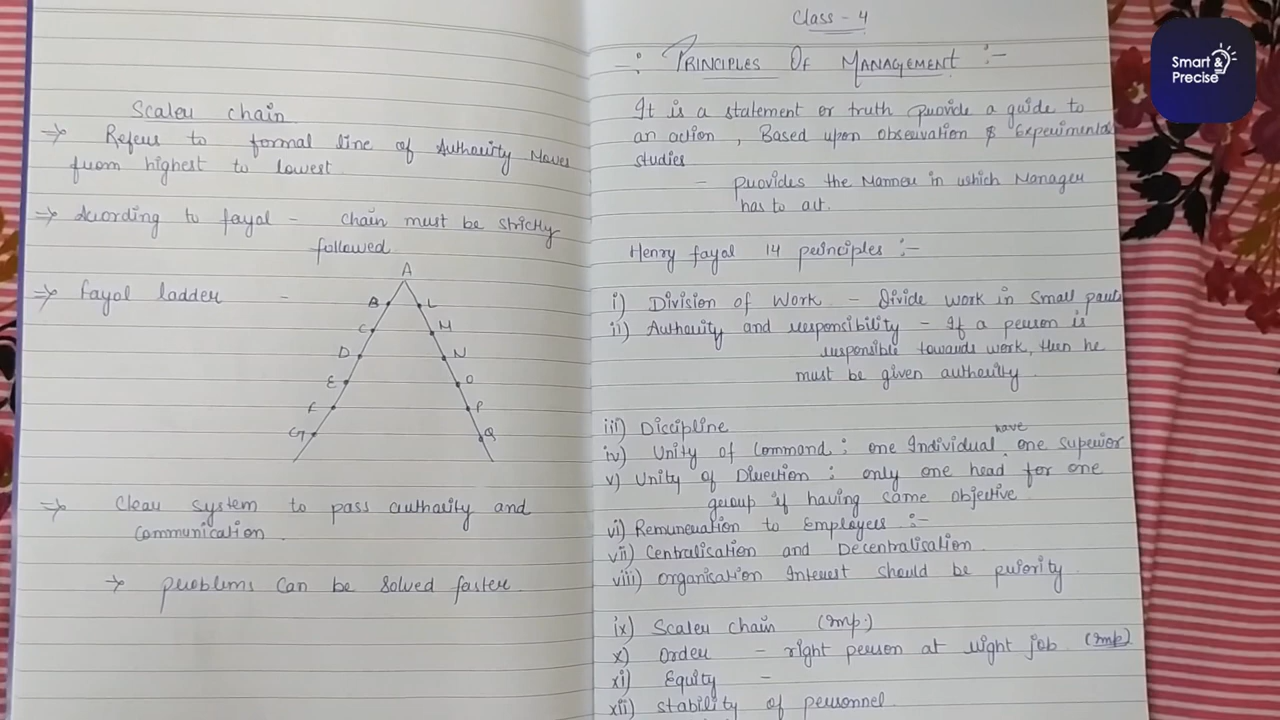 Scaler chain
⇒ Refers to formal line of Authority Moves
from highest to lowest
⇒ Acording to fayal – chain must be strictly
followed
⇒ fayol ladder –
A
B L
C M
D N
E O
F P
G Q
⇒ Clear system to pass authority and
communication.
→ problems can be solved faster
Class - 4
-: PRINCIPLES OF MANAGEMENT :-
It is a statement or truth provide a guide to
an action, Based upon observation & Experimental
studies
- provides the Manner in which Manager
has to act.
Henry fayal 14 principles :-
i) Division of Work - Divide work in small parts
ii) Authority and responsibility - If a person is
responsible towards work, then he
must be given authority
iii) Discipline
iv) Unity of Command : one Individual have one superior
v) Unity of Direction : only one head for one
group if having same objective
vi) Remuneration to Employers :-
vii) Centralisation and Decentralisation
viii) organisation Interest should be priority
ix) Scaler chain (Imp.)
x) Order - right person at right job (Imp)
xi) Equity -
xii) stability of personnel
Smart &
Precise